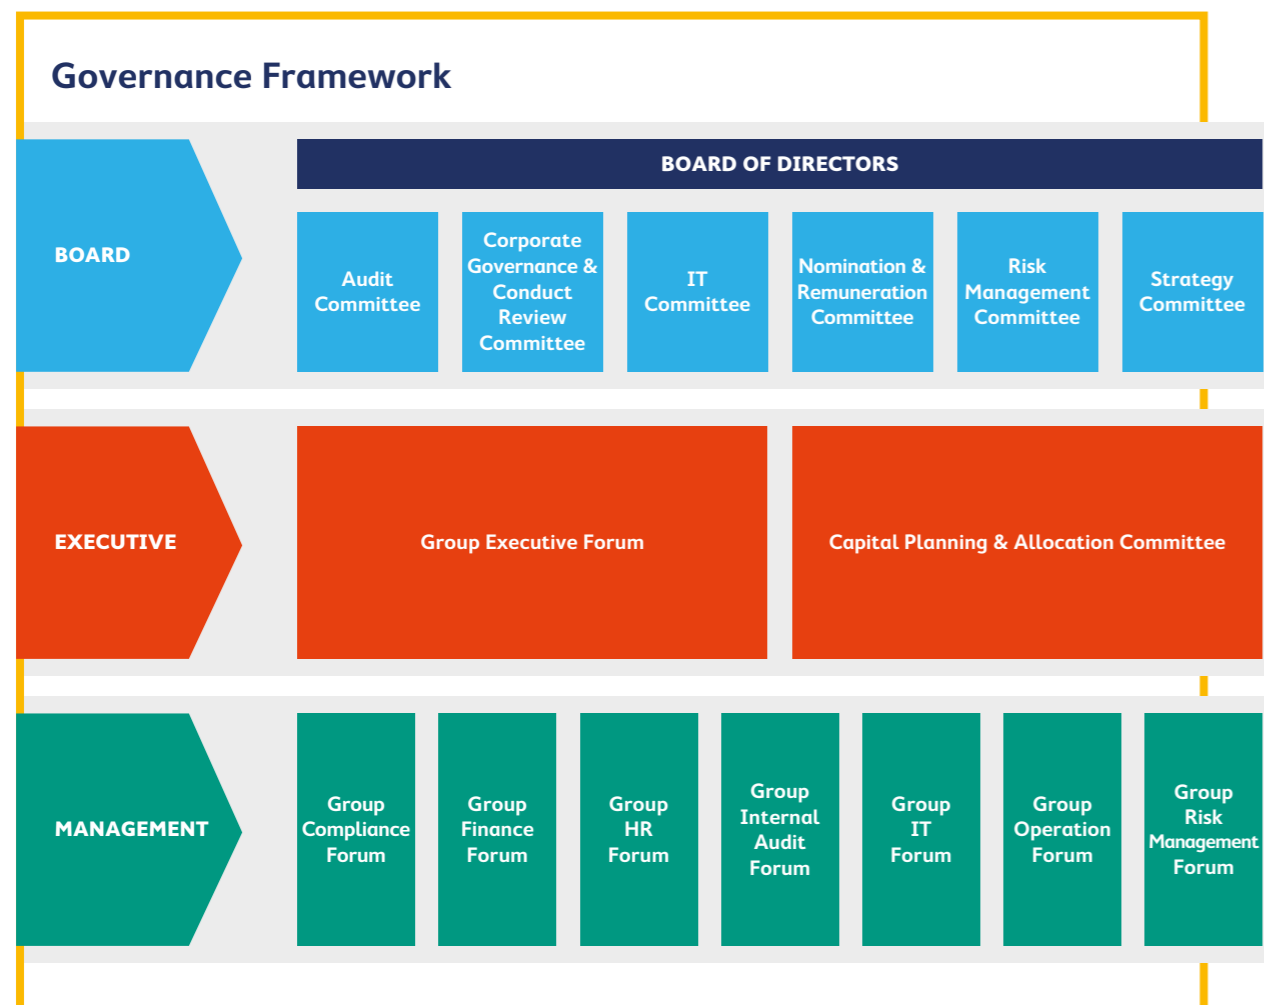 Governance Framework
BOARD
BOARD OF DIRECTORS
Audit
Committee
Corporate
Governance &
Conduct
Review
Committee
IT
Committee
Nomination &
Remuneration
Committee
Risk
Management
Committee
Strategy
Committee
EXECUTIVE
Group Executive Forum
Capital Planning & Allocation Committee
MANAGEMENT
Group
Compliance
Forum
Group
Finance
Forum
Group
HR
Forum
Group
Internal
Audit
Forum
Group
IT
Forum
Group
Operation
Forum
Group
Risk
Management
Forum